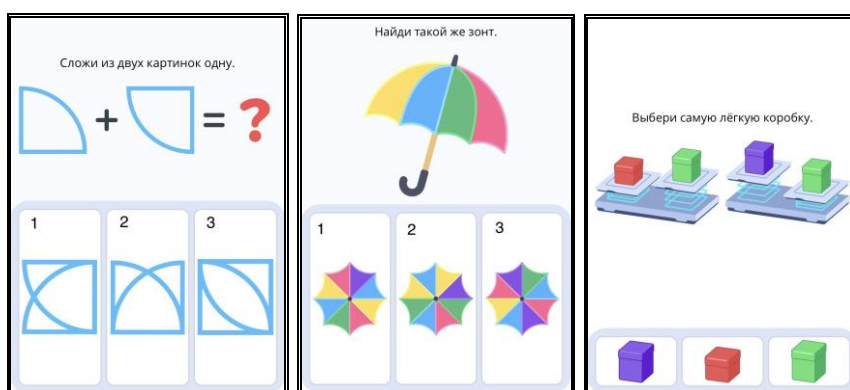 Сложи из двух картинок одну.
+ = ?
1 2 3
Найди такой же зонт.
1 2 3
Выбери самую лёгкую коробку.